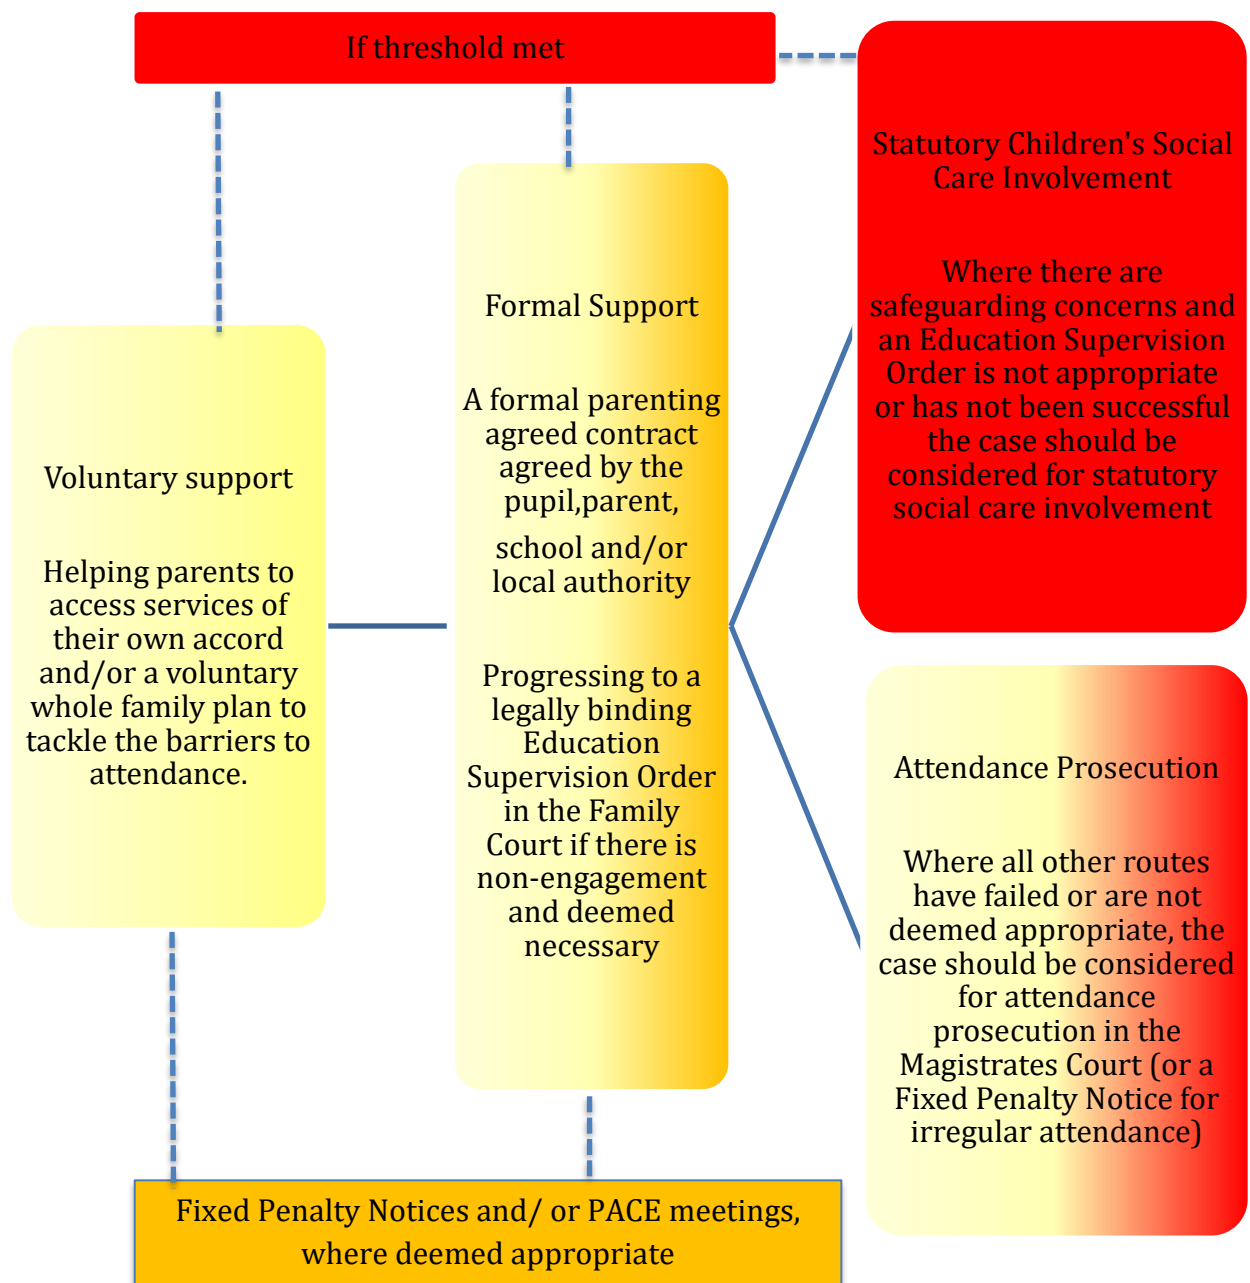 If threshold met
Statutory Children's Social
Care Involvement
Where there are
safeguarding concerns and
an Education Supervision
Order is not appropriate
or has not been successful
the case should be
considered for statutory
social care involvement
Formal Support
A formal parenting
agreed contract
agreed by the
pupil,parent,
school and/or
local authority
Progressing to a
legally binding
Education
Supervision Order
in the Family
Court if there is
non-engagement
and deemed
necessary
Voluntary support
Helping parents to
access services of
their own accord
and/or a voluntary
whole family plan to
tackle the barriers to
attendance.
Attendance Prosecution
Where all other routes
have failed or are not
deemed appropriate, the
case should be considered
for attendance
prosecution in the
Magistrates Court (or a
Fixed Penalty Notice for
irregular attendance)
Fixed Penalty Notices and/ or PACE meetings,
where deemed appropriate